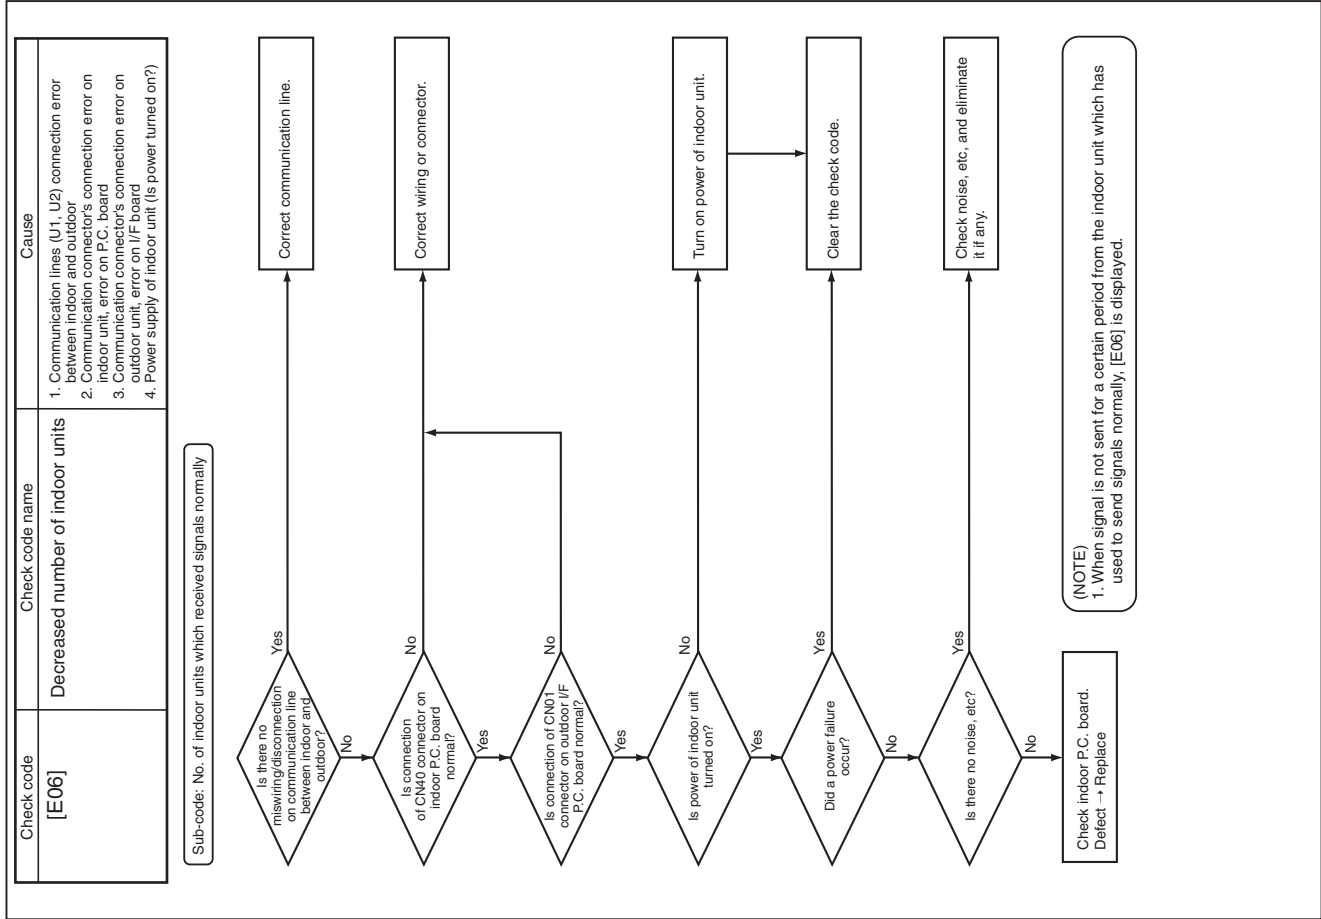 Check code
Check code name
Cause
[E06]
Decreased number of indoor units
1. Communication lines (U1, U2) connection error
between indoor and outdoor
2. Communication connector's connection error on
indoor unit, error on P.C. board
3. Communication connector's connection error on
outdoor unit, error on I/F board
4. Power supply of indoor unit (Is power turned on?)
Sub-code: No. of indoor units which received signals normally
Is there no
miswiring/disconnection
on communication line
between indoor and
outdoor?
Yes
Correct communication line.
No
Is connection
of CN40 connector on
indoor P.C. board
normal?
No
Correct wiring or connector.
Yes
Is connection of CN01
connector on outdoor I/F
P.C. board normal?
No
Yes
Is power of indoor unit
turned on?
No
Turn on power of indoor unit.
Yes
Did a power failure
occur?
Yes
Clear the check code.
No
Is there no noise, etc?
Yes
Check noise, etc, and eliminate
it if any.
No
Check indoor P.C. board.
Defect → Replace
(NOTE)
1. When signal is not sent for a certain period from the indoor unit which has
used to send signals normally, [E06] is displayed.